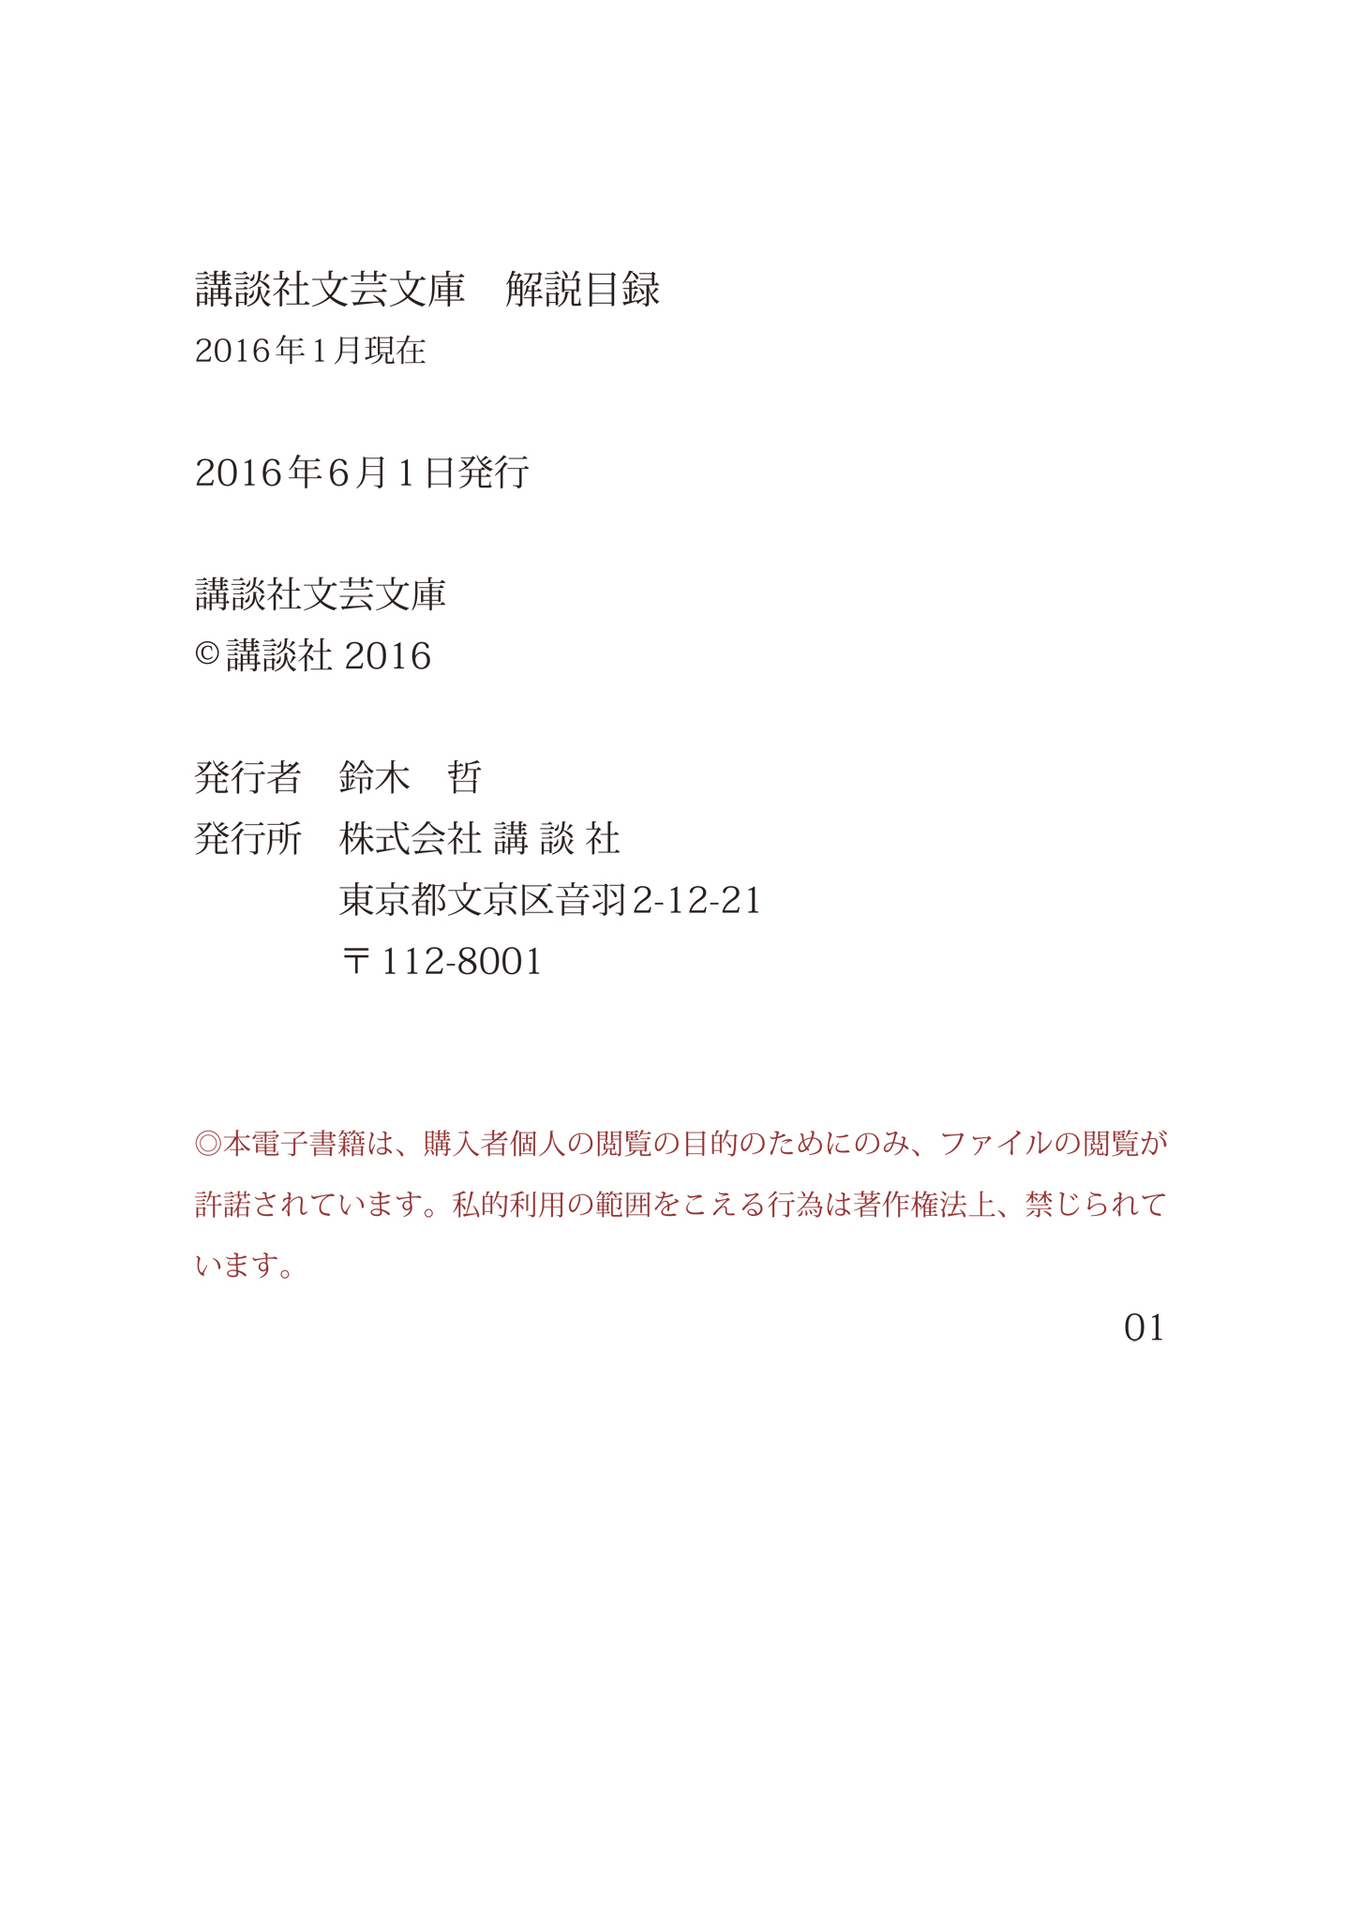 講談社文芸文庫　解説目録
2016年1月現在
2016年6月1日発行
講談社文芸文庫
©講談社 2016
発行者　鈴木　哲
発行所　株式会社 講 談 社
東京都文京区音羽2-12-21
〒112-8001
◎本電子書籍は、購入者個人の閲覧の目的のためにのみ、ファイルの閲覧が
許諾されています。私的利用の範囲をこえる行為は著作権法上、禁じられて
います。
01